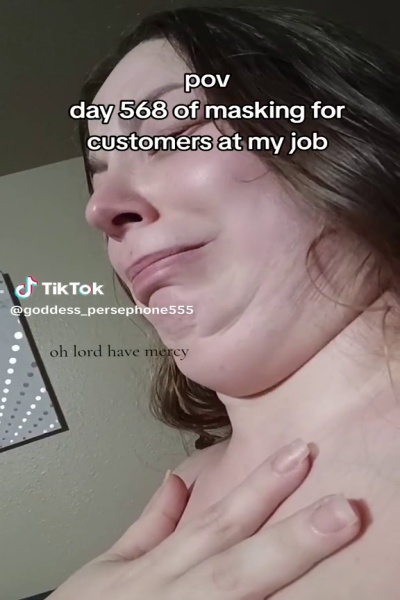 pov
day 568 of masking for
customers at my job
TikTok
@goddess_persephone555
oh lord have mercy